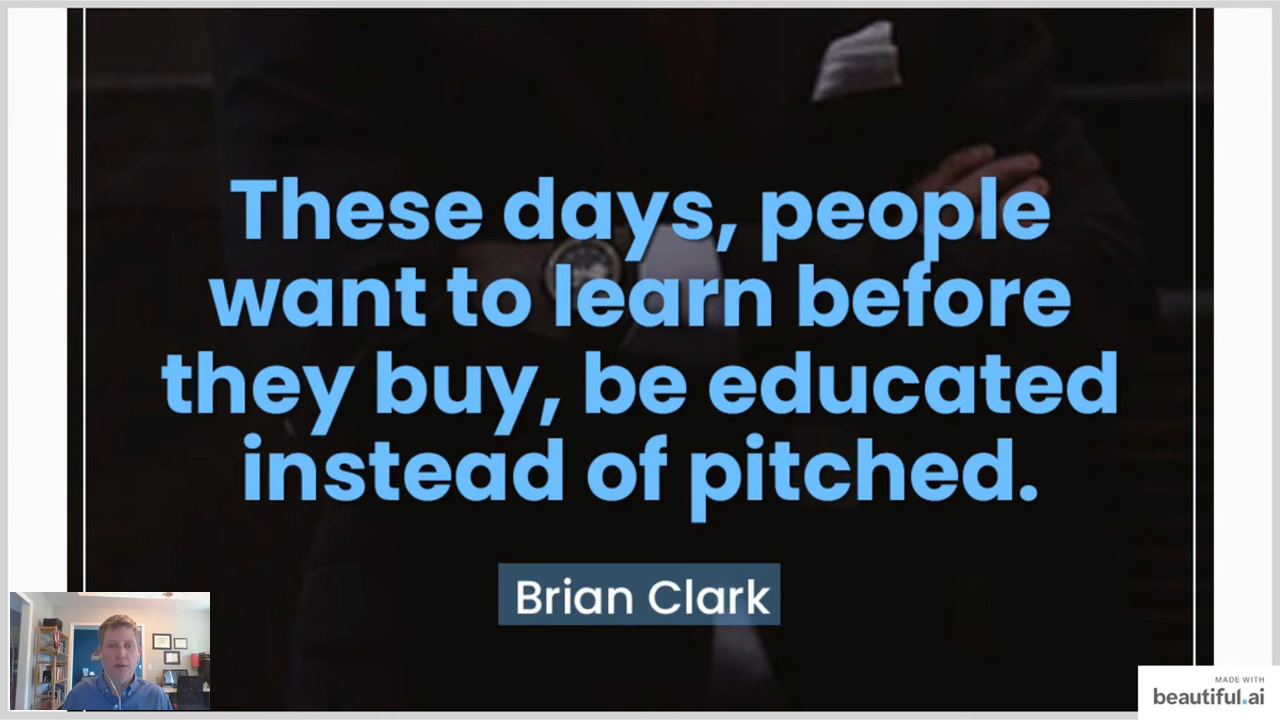 These days, people
want to learn before
they buy, be educated
instead of pitched.
Brian Clark
MADE WITH
beautiful.ai